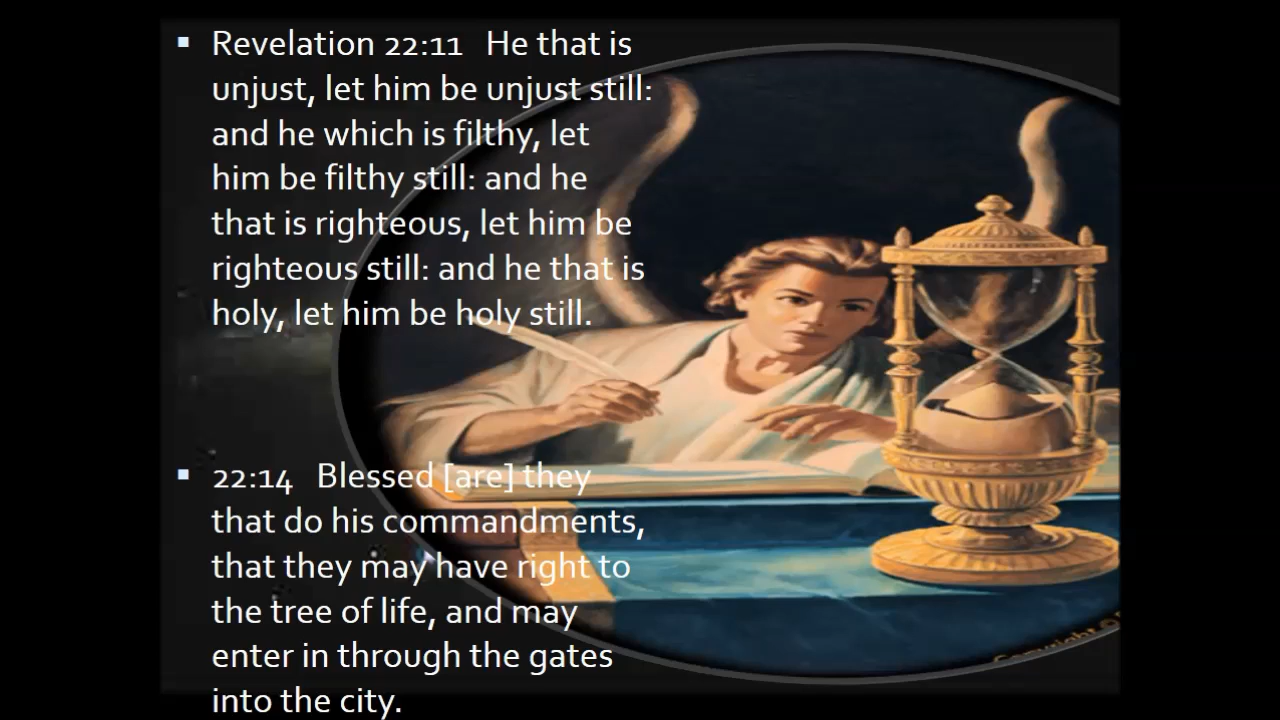 Revelation 22:11 He that is
unjust, let him be unjust still:
and he which is filthy, let
him be filthy still: and he
that is righteous, let him be
righteous still: and he that is
holy, let him be holy still.
22:14 Blessed [are] they
that do his commandments,
that they may have right to
the tree of life, and may
enter in through the gates
into the city.
Copyright ©